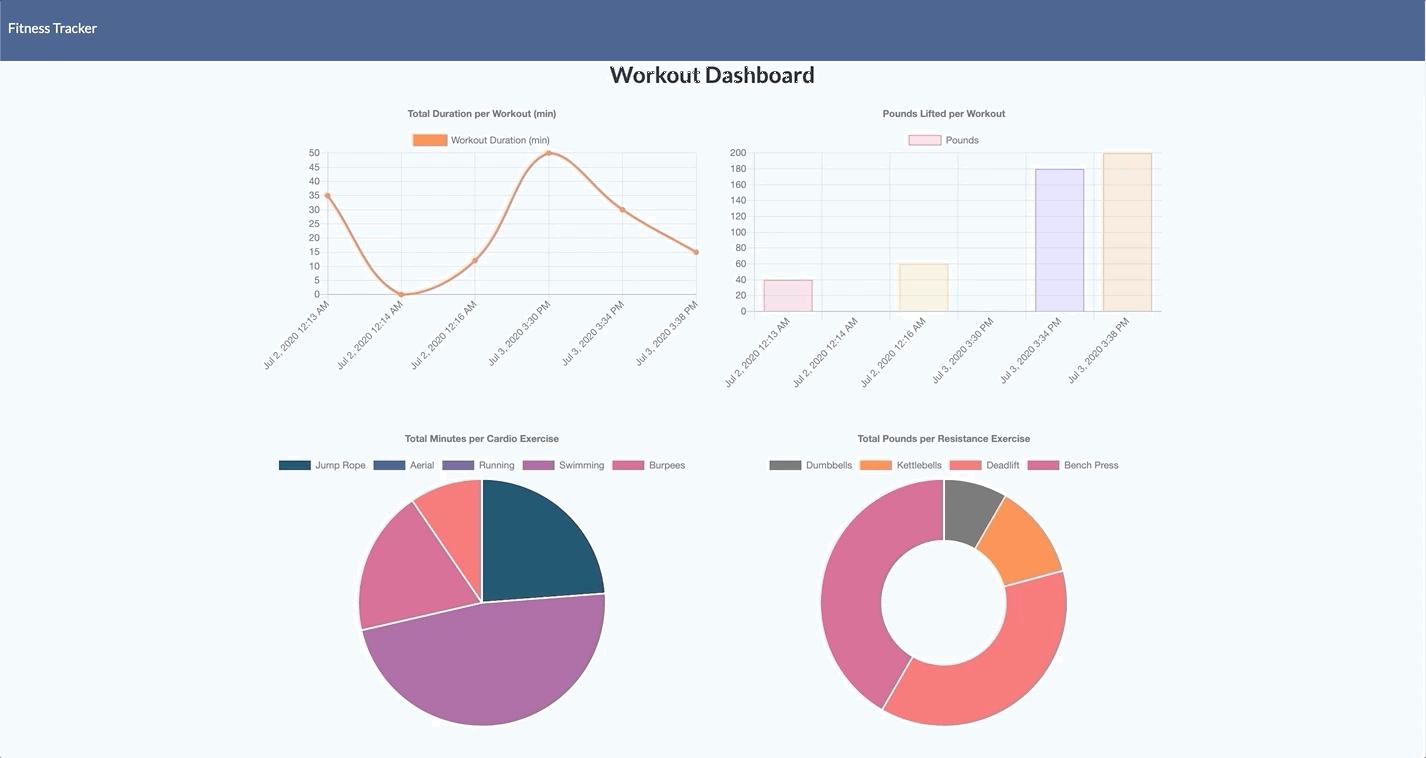 Fitness Tracker
Workout Dashboard
Total Duration per Workout (min)
Workout Duration (min)
50
45
40
35
30
25
20
15
10
5
0
Jul 2, 2020 12:13 AM
Jul 2, 2020 12:14 AM
Jul 2, 2020 12:16 AM
Jul 3, 2020 3:30 PM
Jul 3, 2020 3:34 PM
Jul 3, 2020 3:38 PM
Pounds Lifted per Workout
Pounds
200
180
160
140
120
100
80
60
40
20
0
Jul 2, 2020 12:13 AM
Jul 2, 2020 12:14 AM
Jul 2, 2020 12:16 AM
Jul 3, 2020 3:30 PM
Jul 3, 2020 3:34 PM
Jul 3, 2020 3:38 PM
Total Minutes per Cardio Exercise
Jump Rope Aerial Running Swimming Burpees
Total Pounds per Resistance Exercise
Dumbbells Kettlebells Deadlift Bench Press